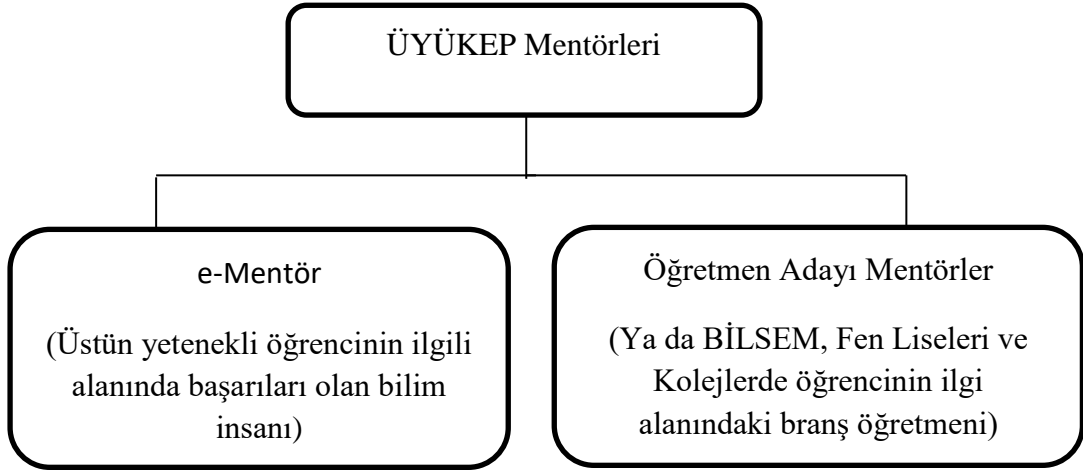 ÜYÜKEP Mentörleri
e-Mentör
(Üstün yetenekli öğrencinin ilgili
alanında başarıları olan bilim
insanı)
Öğretmen Adayı Mentörler
(Ya da BİLSEM, Fen Liseleri ve
Kolejlerde öğrencinin ilgi
alanındaki branş öğretmeni)